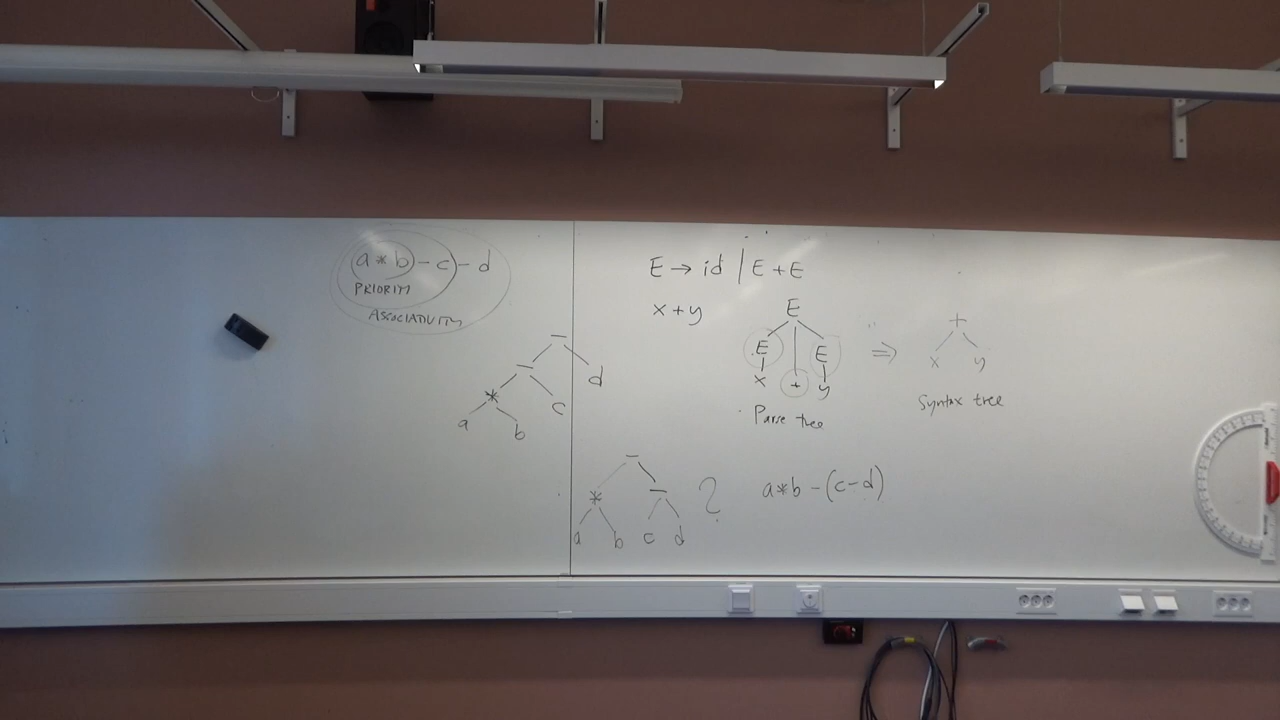 a * b) - c) - d
PRIORITY
ASSOCIATIVITY
-
- d
* c
a b
E → id | E + E
x + y
E
E E
x + y
Parse tree
⇒
+
x y
Syntax tree
-
* -
a b c d
?
a*b - (c-d)